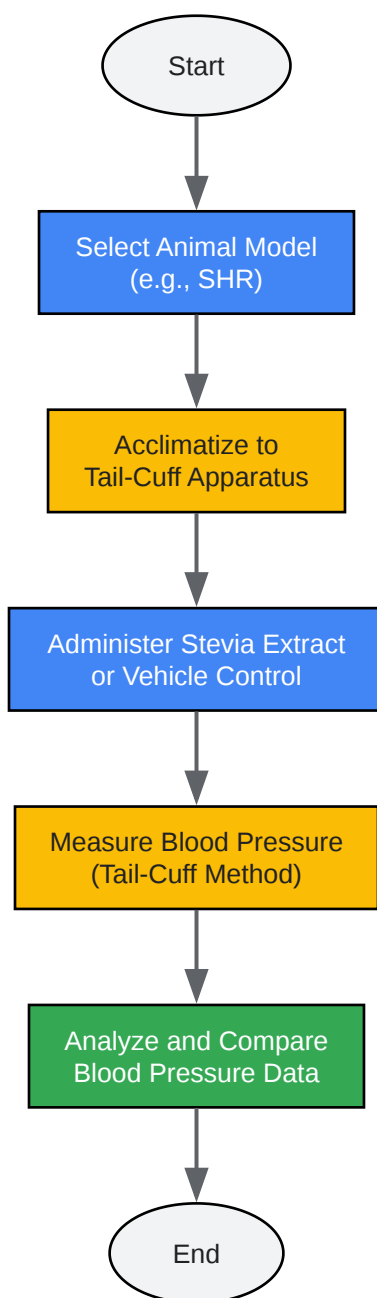 Start
Select Animal Model
(e.g., SHR)
Acclimatize to
Tail-Cuff Apparatus
Administer Stevia Extract
or Vehicle Control
Measure Blood Pressure
(Tail-Cuff Method)
Analyze and Compare
Blood Pressure Data
End